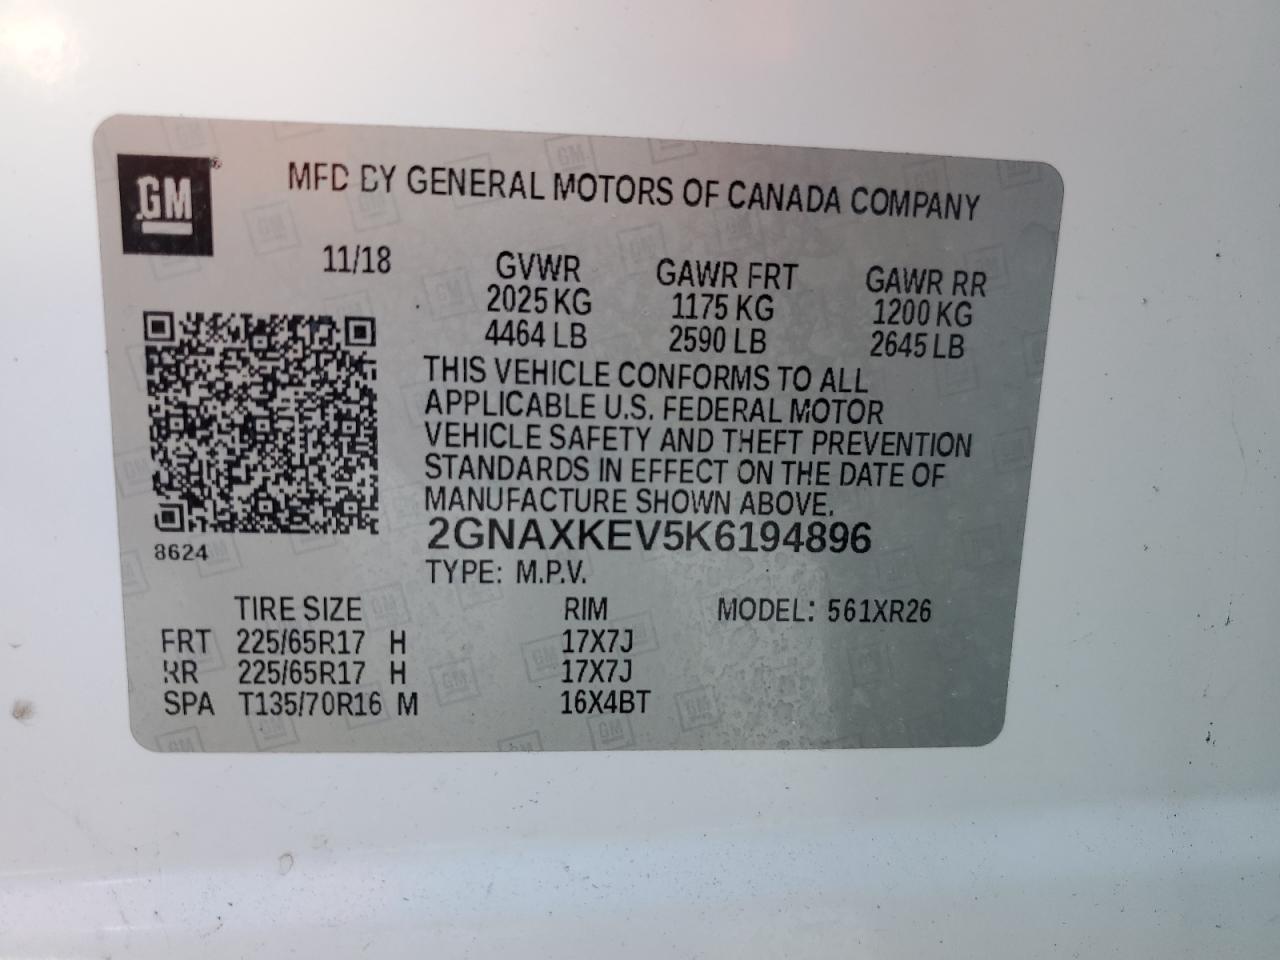 GM
MFD BY GENERAL MOTORS OF CANADA COMPANY
11/18 GVWR GAWR FRT GAWR RR
2025 KG 1175 KG 1200 KG
4464 LB 2590 LB 2645 LB
THIS VEHICLE CONFORMS TO ALL
APPLICABLE U.S. FEDERAL MOTOR
VEHICLE SAFETY AND THEFT PREVENTION
STANDARDS IN EFFECT ON THE DATE OF
MANUFACTURE SHOWN ABOVE.
2GNAXKEV5K6194896
8624
TYPE: M.P.V.
TIRE SIZE RIM MODEL: 561XR26
FRT 225/65R17 H 17X7J
RR 225/65R17 H 17X7J
SPA T135/70R16 M 16X4BT